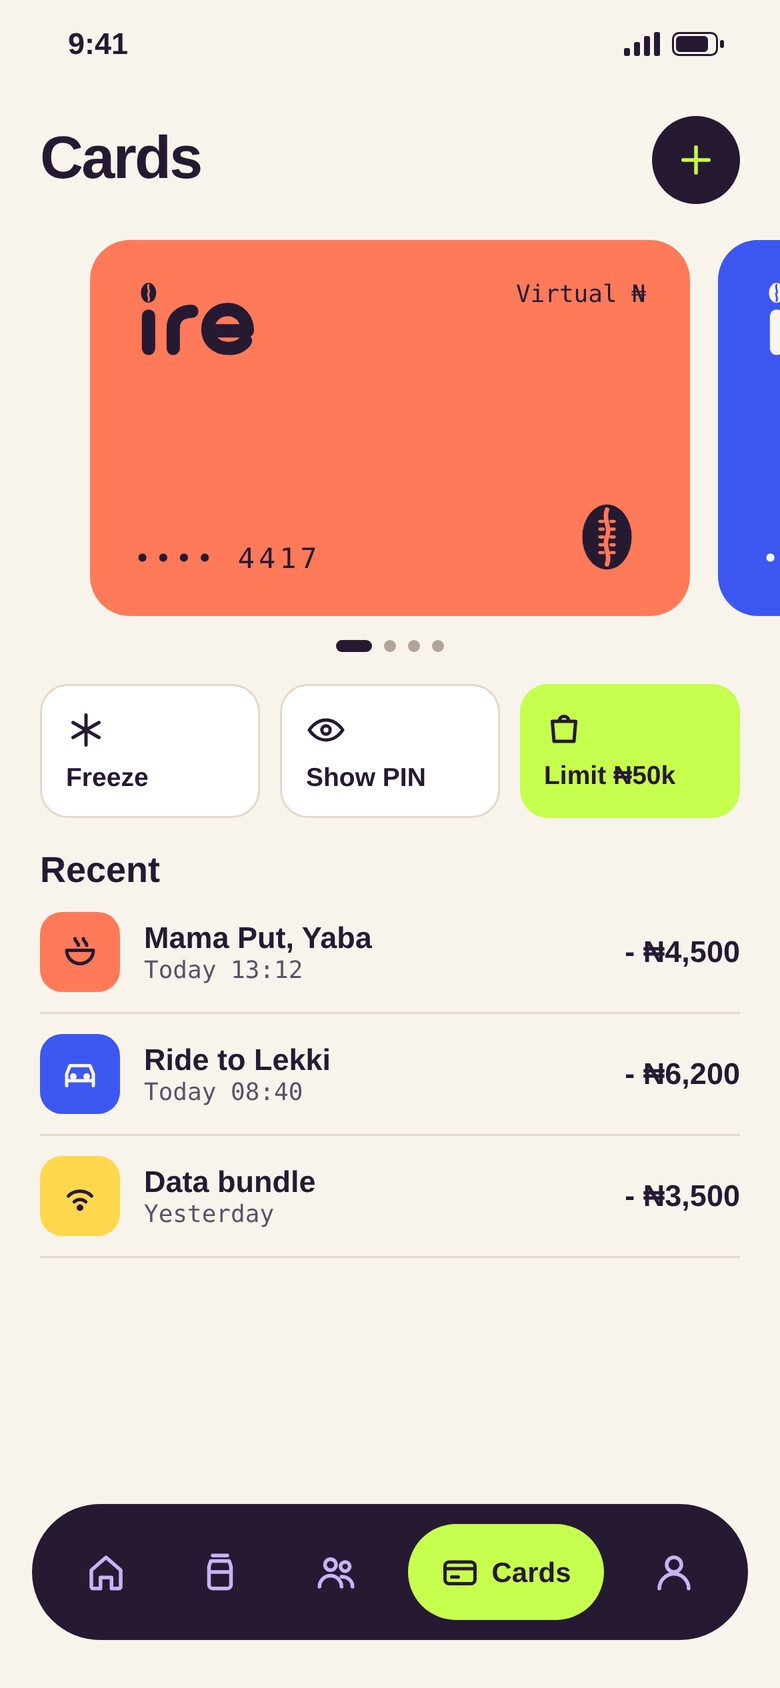 9:41
Cards
ire
Virtual ₦
•••• 4417
Freeze
Show PIN
Limit ₦50k
Recent
Mama Put, Yaba
Today 13:12
- ₦4,500
Ride to Lekki
Today 08:40
- ₦6,200
Data bundle
Yesterday
- ₦3,500
Cards